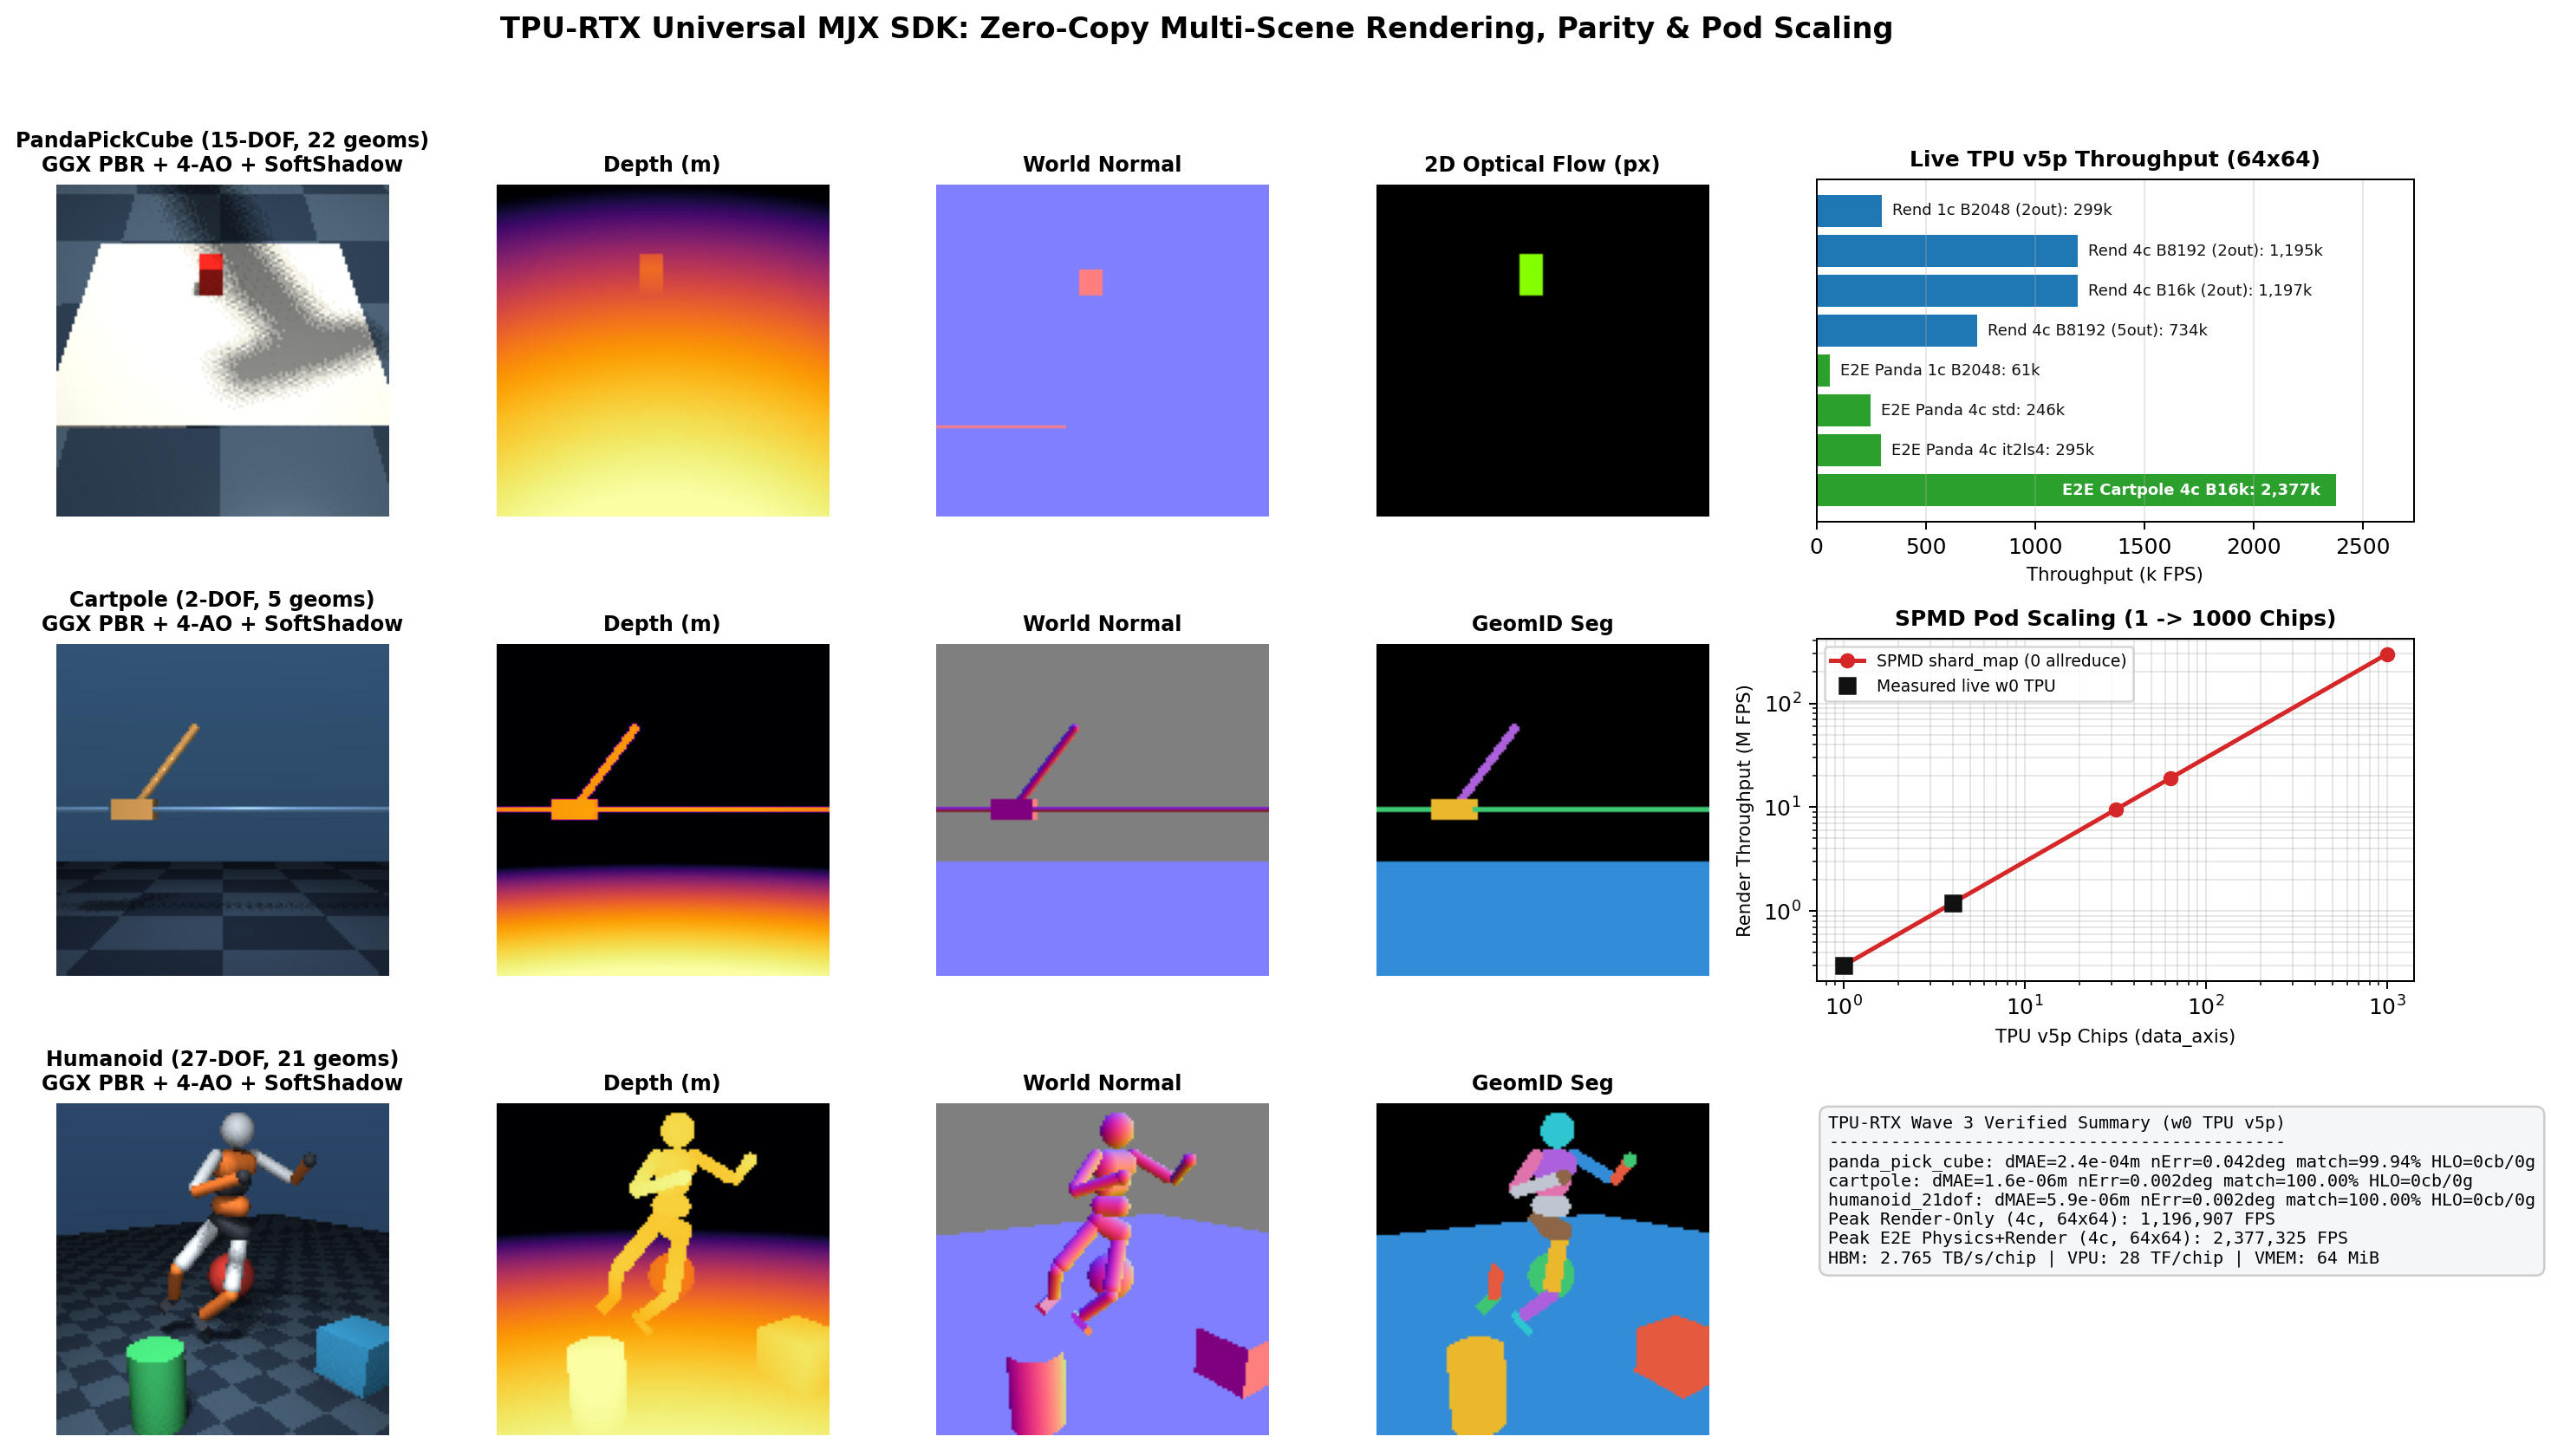 TPU-RTX Universal MJX SDK: Zero-Copy Multi-Scene Rendering, Parity & Pod Scaling
PandaPickCube (15-DOF, 22 geoms)
GGX PBR + 4-AO + SoftShadow
Depth (m)
World Normal
2D Optical Flow (px)
Live TPU v5p Throughput (64x64)
Rend 1c B2048 (2out): 299k
Rend 4c B8192 (2out): 1,195k
Rend 4c B16k (2out): 1,197k
Rend 4c B8192 (5out): 734k
E2E Panda 1c B2048: 61k
E2E Panda 4c std: 246k
E2E Panda 4c it2ls4: 295k
E2E Cartpole 4c B16k: 2,377k
0 500 1000 1500 2000 2500
Throughput (k FPS)
Cartpole (2-DOF, 5 geoms)
GGX PBR + 4-AO + SoftShadow
Depth (m)
World Normal
GeomID Seg
SPMD Pod Scaling (1 -> 1000 Chips)
SPMD shard_map (0 allreduce)
Measured live w0 TPU
Render Throughput (M FPS)
10²
10¹
10⁰
10⁰ 10¹ 10² 10³
TPU v5p Chips (data_axis)
Humanoid (27-DOF, 21 geoms)
GGX PBR + 4-AO + SoftShadow
Depth (m)
World Normal
GeomID Seg
TPU-RTX Wave 3 Verified Summary (w0 TPU v5p)
--------------------------------------------
panda_pick_cube: dMAE=2.4e-04m nErr=0.042deg match=99.94% HLO=0cb/0g
cartpole: dMAE=1.6e-06m nErr=0.002deg match=100.00% HLO=0cb/0g
humanoid_21dof: dMAE=5.9e-06m nErr=0.002deg match=100.00% HLO=0cb/0g
Peak Render-Only (4c, 64x64): 1,196,907 FPS
Peak E2E Physics+Render (4c, 64x64): 2,377,325 FPS
HBM: 2.765 TB/s/chip | VPU: 28 TF/chip | VMEM: 64 MiB